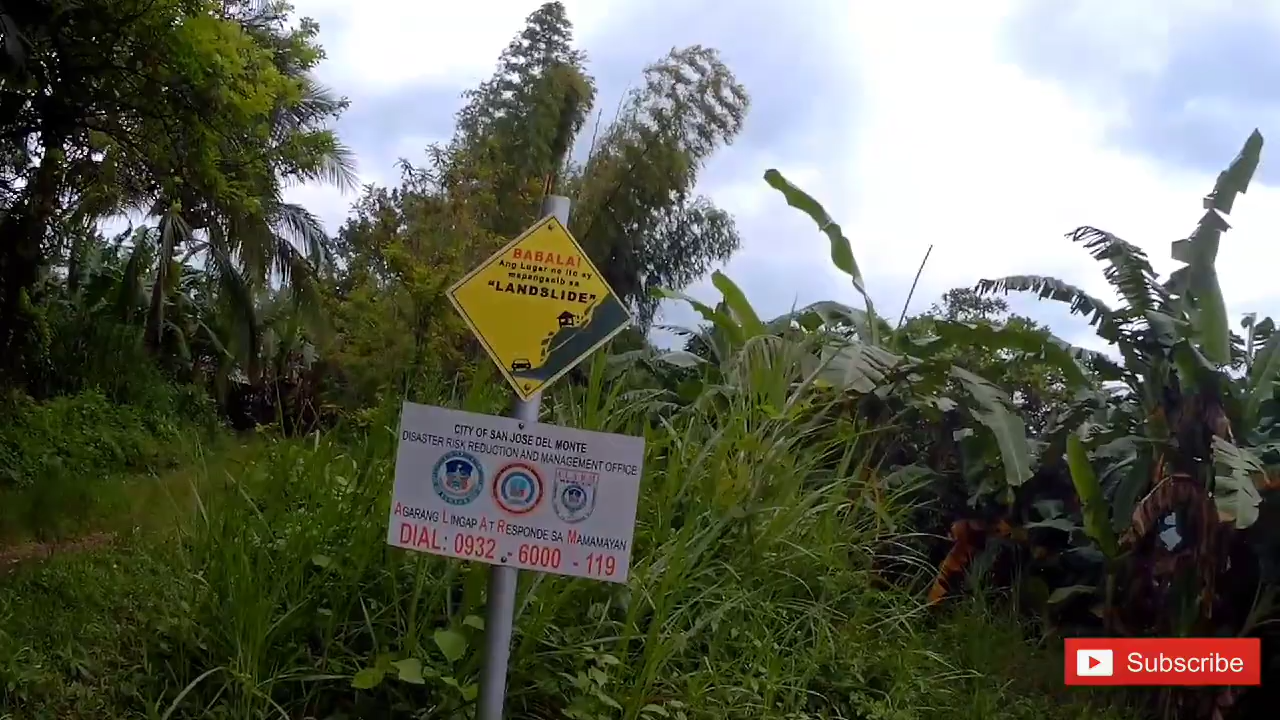 BABALA!
Ang Lugar na ito ay
mapanganib sa
"LANDSLIDE"
CITY OF SAN JOSE DEL MONTE
DISASTER RISK REDUCTION AND MANAGEMENT OFFICE
AGARANG LINGAP AT RESPONDE SA MAMAMAYAN
DIAL: 0932 - 6000 - 119
Subscribe